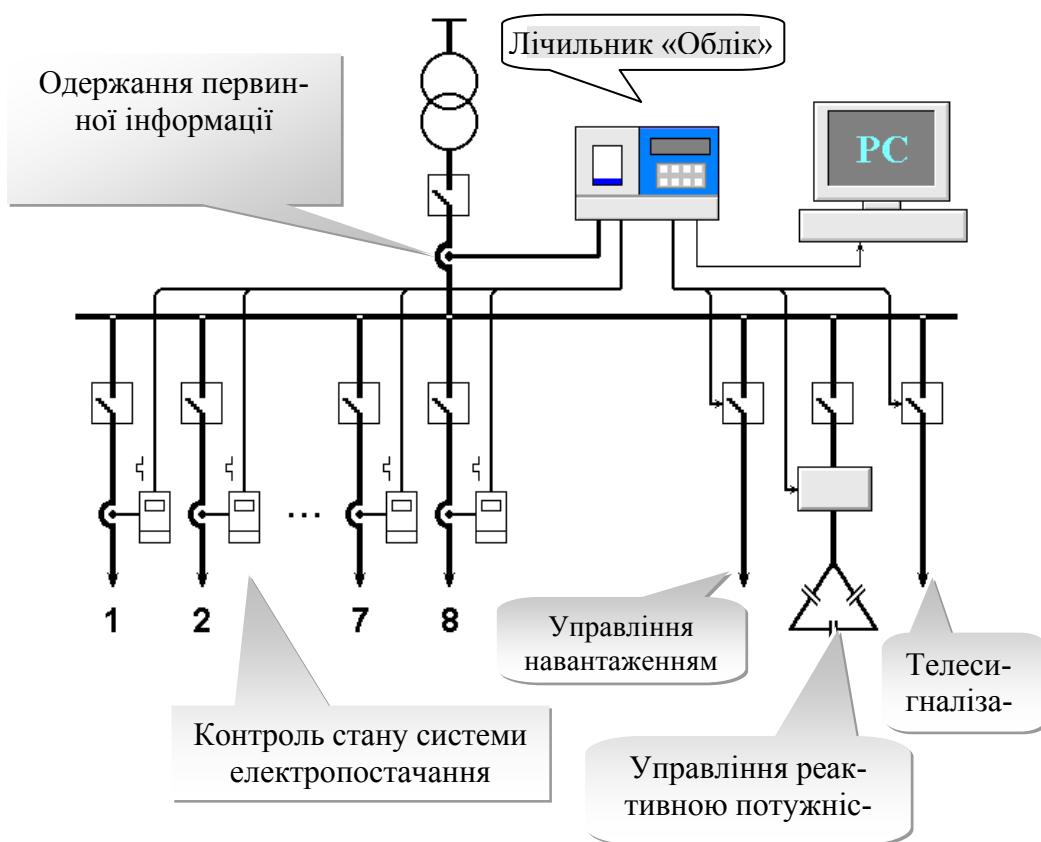 Лічильник «Облік»
Одержання первин-
ної інформації
PC
...
1 2 7 8
Управління
навантаженням
Телеси-
гналіза-
Контроль стану системи
електропостачання
Управління реак-
тивною потужніс-